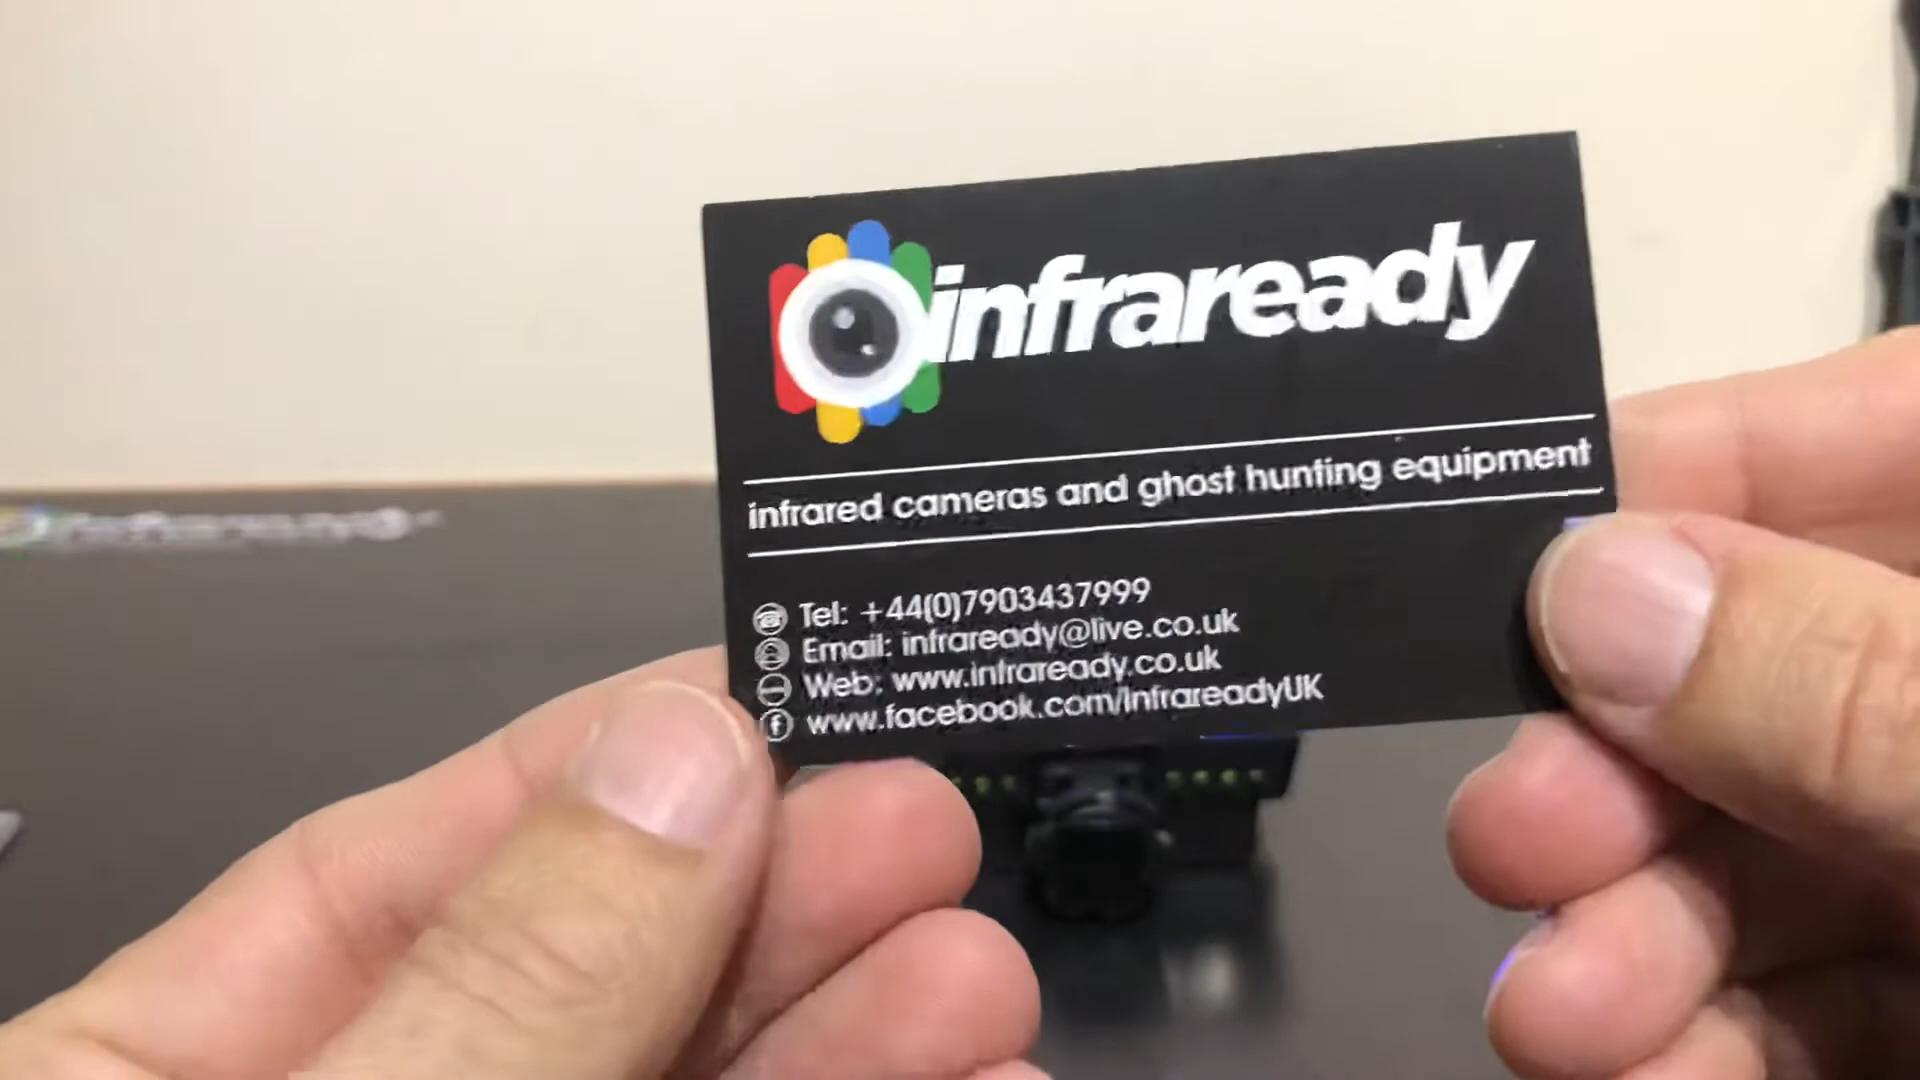 infraready
infrared cameras and ghost hunting equipment
Tel: +44(0)7903437999
Email: infraready@live.co.uk
Web: www.infraready.co.uk
www.facebook.com/InfrareadyUK